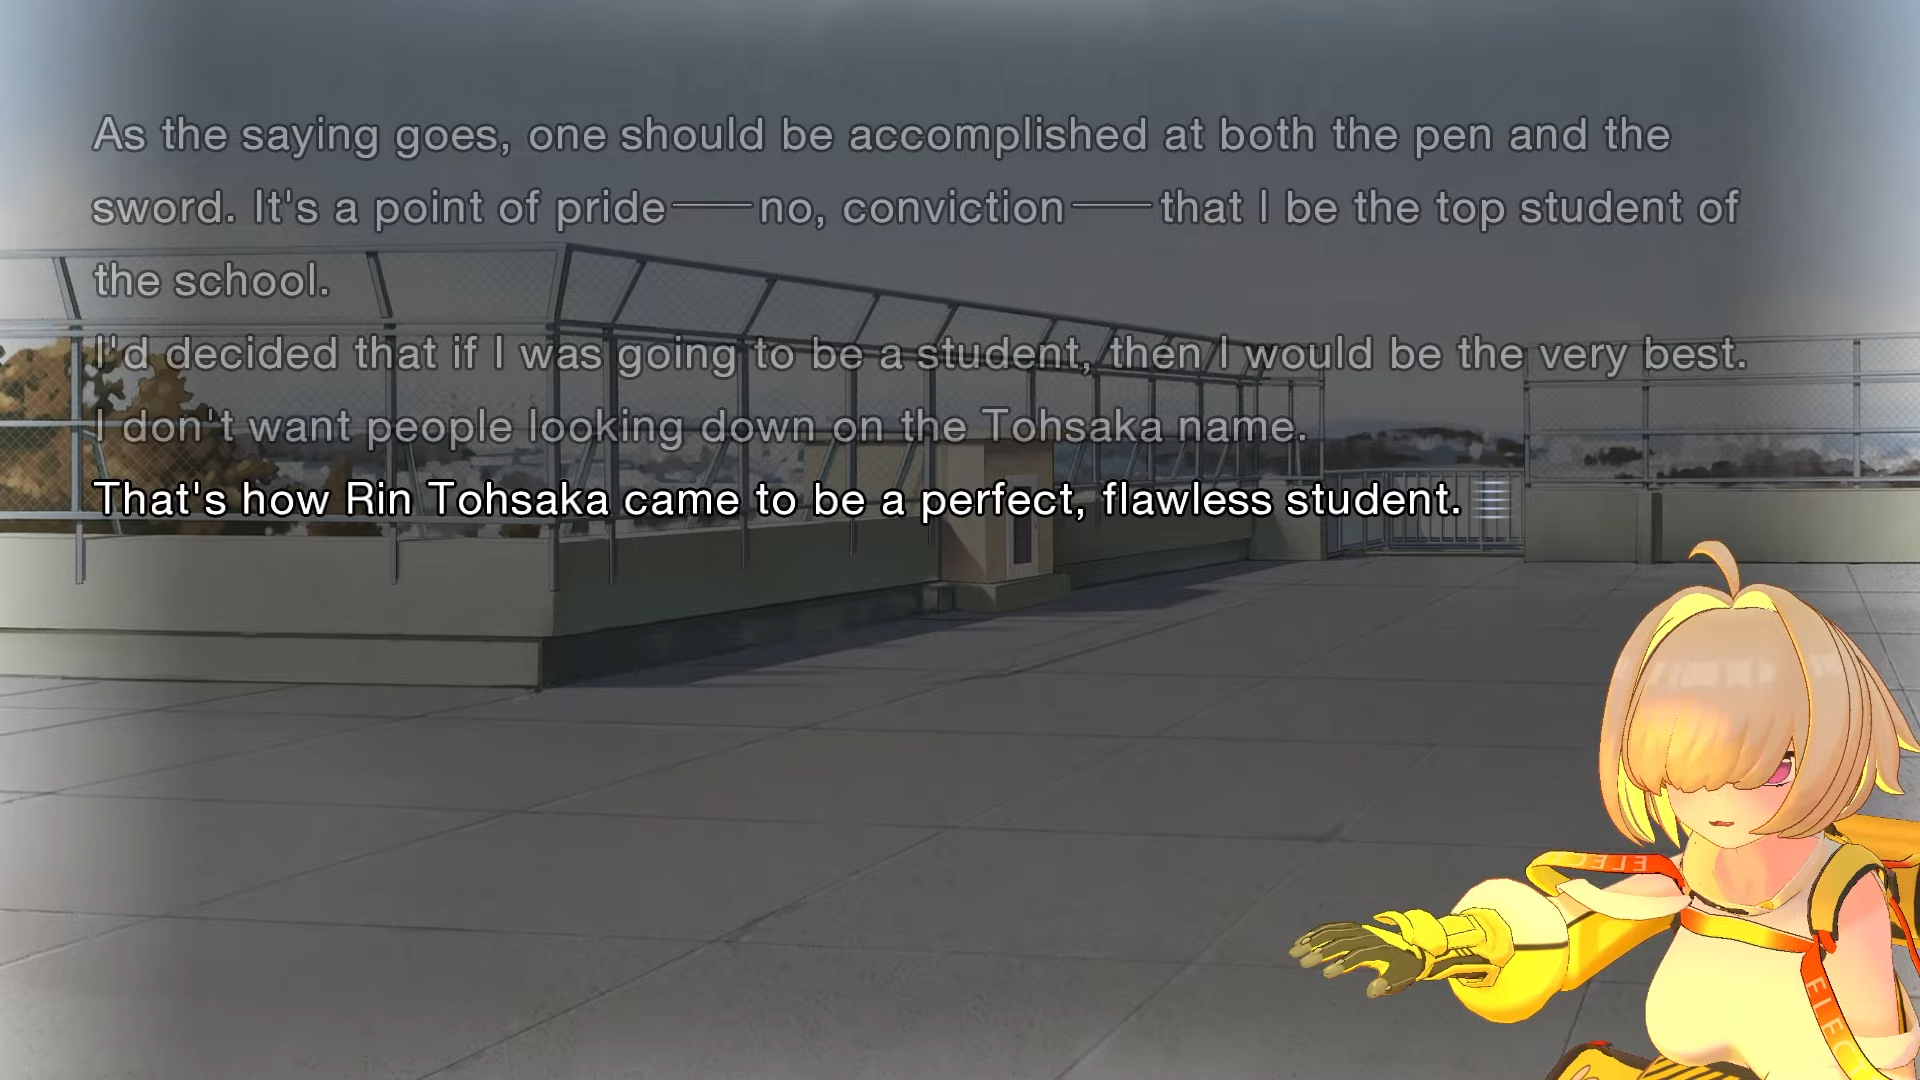 As the saying goes, one should be accomplished at both the pen and the
sword. It's a point of pride──no, conviction──that I be the top student of
the school.
I'd decided that if I was going to be a student, then I would be the very best.
I don't want people looking down on the Tohsaka name.
That's how Rin Tohsaka came to be a perfect, flawless student.
ELEC
ELEC